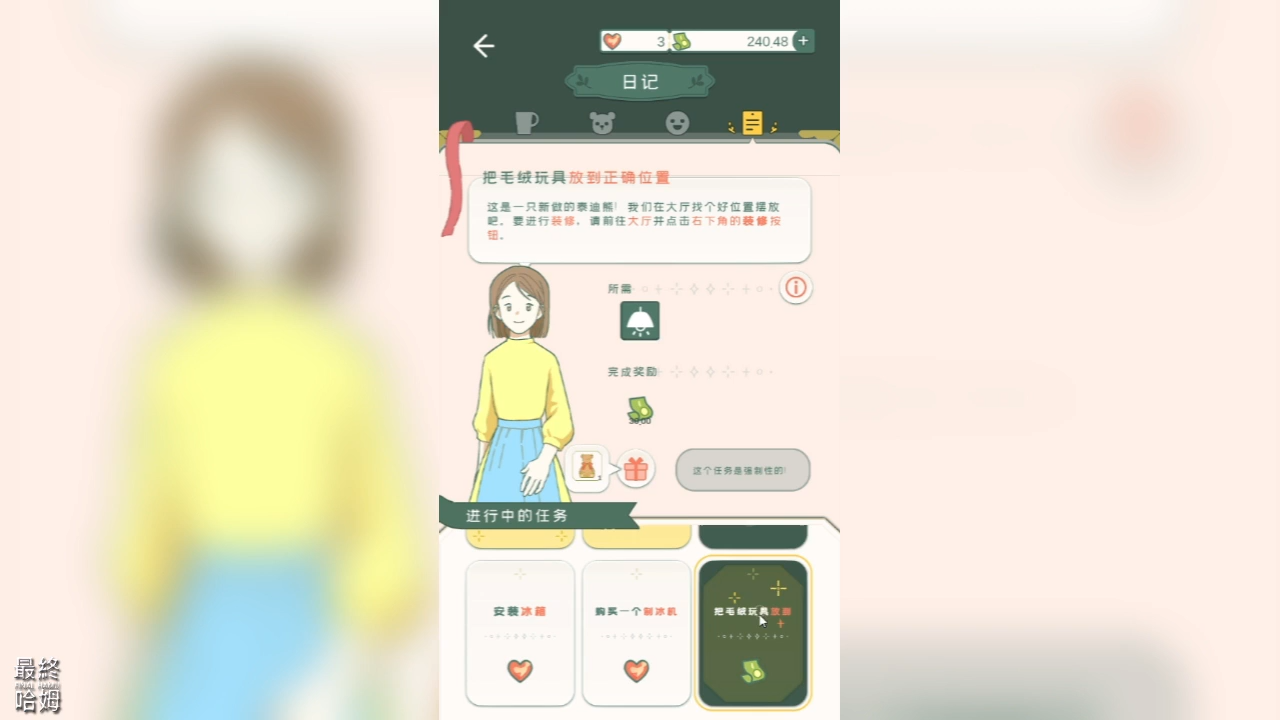 3
240,48
+
日记
把毛绒玩具放到正确位置
这是一只新做的泰迪熊！我们在大厅找个好位置摆放
吧。要进行装修，请前往大厅并点击右下角的装修按
钮。
所需
完成奖励
这个任务是强制性的!
进行中的任务
安装冰箱
购买一个制冰机
把毛绒玩具放器
最終
哈姆